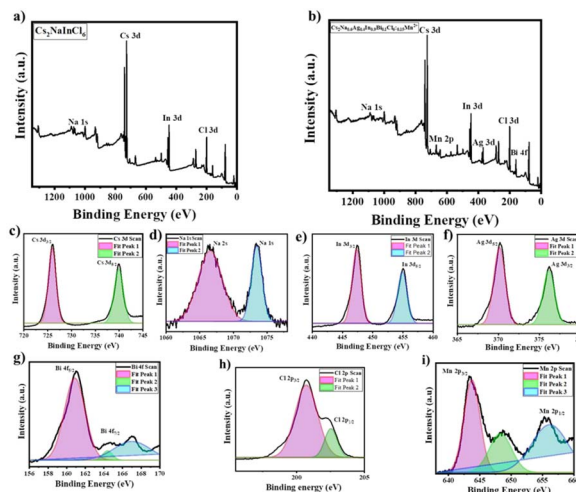 a)
Cs₂NaInCl₆
Cs 3d
Na 1s
In 3d
Cl 3d
Intensity (a.u.)
1000 800 600 400 200 0
Binding Energy (eV)
b)
Cs 3d
Na 1s
In 3d
Cl 3d
Mn 2p
Ag 3d
Bi 4f
Intensity (a.u.)
1000 800 600 400 200 0
Binding Energy (eV)
c)
Cs 3d Scan
Fit Peak 1
Fit Peak 2
Cs 3d₅/₂
Cs 3d₃/₂
Intensity (a.u.)
720 725 730 735 740 745
Binding Energy (eV)
d)
Na 1s Scan
Fit Peak 1
Fit Peak 2
Na 2s
Na 1s
Intensity (a.u.)
1060 1065 1070 1075
Binding Energy (eV)
e)
In 3d Scan
Fit Peak 1
Fit Peak 2
In 3d₅/₂
In 3d₃/₂
Intensity (a.u.)
440 445 450 455 460
Binding Energy (eV)
f)
Ag 3d Scan
Fit Peak 1
Fit Peak 2
Ag 3d₅/₂
Ag 3d₃/₂
Intensity (a.u.)
365 370 375
Binding Energy (eV)
g)
Bi 4f Scan
Fit Peak 1
Fit Peak 2
Fit Peak 3
Bi 4f₇/₂
Bi 4f₅/₂
Intensity (a.u.)
156 158 160 162 164 166 168 170
Binding Energy (eV)
h)
Cl 2p Scan
Fit Peak 1
Fit Peak 2
Cl 2p₃/₂
Cl 2p₁/₂
Intensity (a.u.)
200 205
Binding energy (eV)
i)
Mn 2p Scan
Fit Peak 1
Fit Peak 2
Fit Peak 3
Mn 2p₃/₂
Mn 2p₁/₂
Intensity (a.u.)
640 645 650 655 660
Binding Energy (eV)